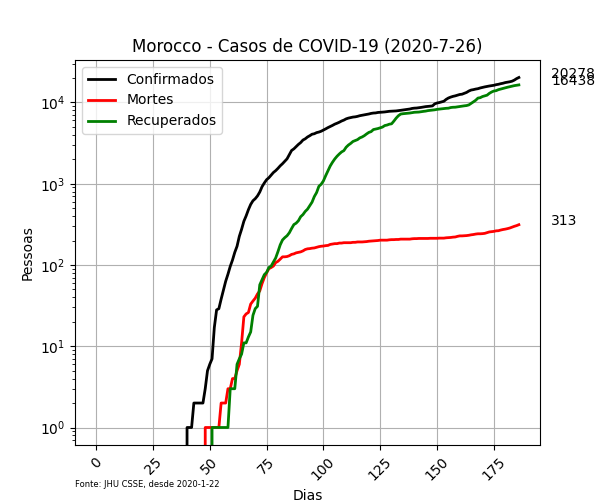 Morocco - Casos de COVID-19 (2020-7-26)
Confirmados
Mortes
Recuperados
20278
16438
313
Pessoas
10⁴
10³
10²
10¹
10⁰
0 25 50 75 100 125 150 175
Fonte: JHU CSSE, desde 2020-1-22
Dias